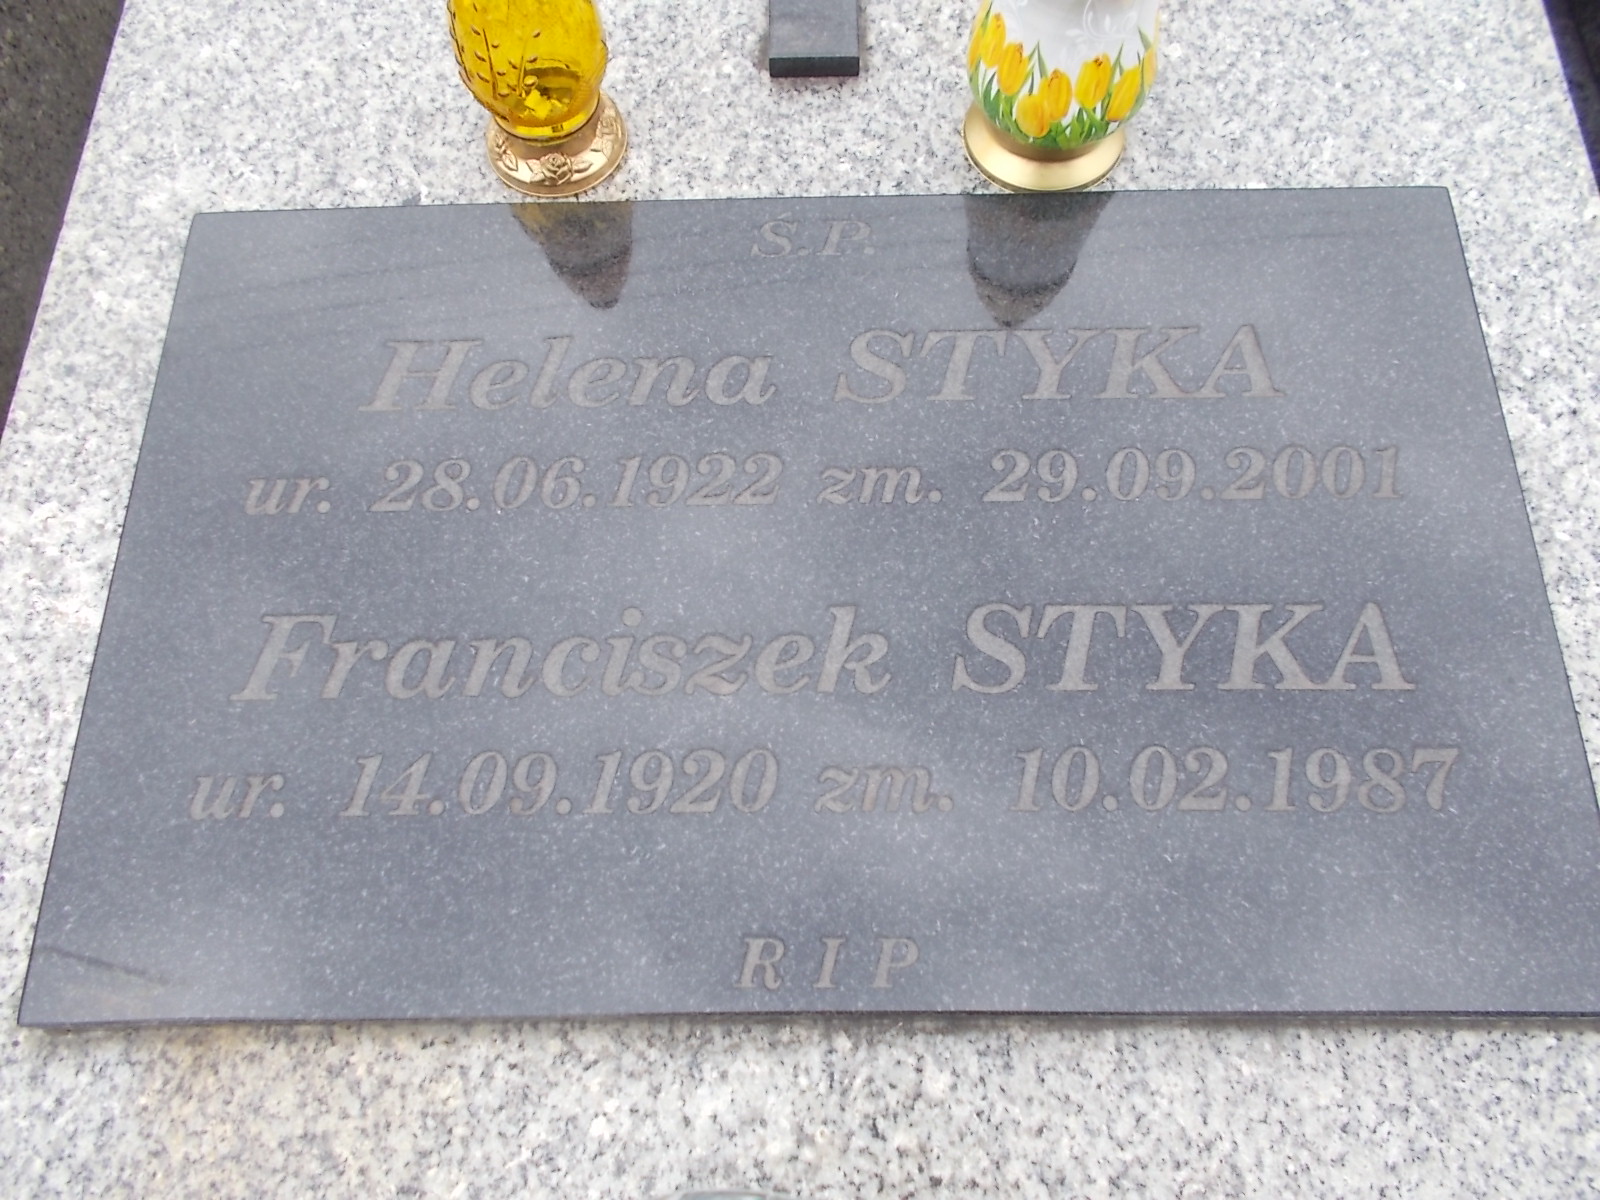 S.P.
Helena STYKA
ur. 28.06.1922 zm. 29.09.2001
Franciszek STYKA
ur. 14.09.1920 zm. 10.02.1987
R I P